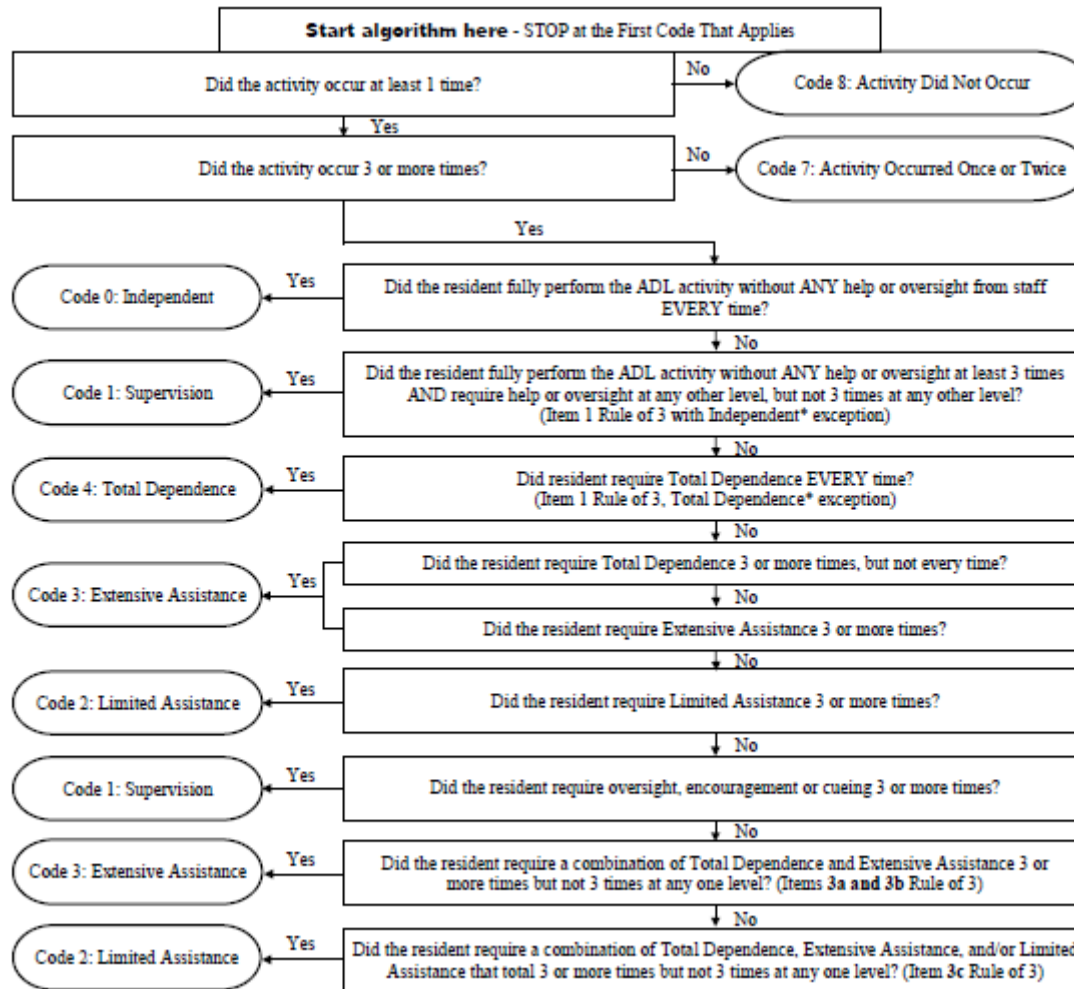 Start algorithm here - STOP at the First Code That Applies
Did the activity occur at least 1 time?
No
Code 8: Activity Did Not Occur
Yes
Did the activity occur 3 or more times?
No
Code 7: Activity Occurred Once or Twice
Yes
Code 0: Independent
Yes
Did the resident fully perform the ADL activity without ANY help or oversight from staff
EVERY time?
No
Code 1: Supervision
Yes
Did the resident fully perform the ADL activity without ANY help or oversight at least 3 times
AND require help or oversight at any other level, but not 3 times at any other level?
(Item 1 Rule of 3 with Independent* exception)
No
Code 4: Total Dependence
Yes
Did resident require Total Dependence EVERY time?
(Item 1 Rule of 3, Total Dependence* exception)
No
Code 3: Extensive Assistance
Yes
Did the resident require Total Dependence 3 or more times, but not every time?
No
Did the resident require Extensive Assistance 3 or more times?
No
Code 2: Limited Assistance
Yes
Did the resident require Limited Assistance 3 or more times?
No
Code 1: Supervision
Yes
Did the resident require oversight, encouragement or cueing 3 or more times?
No
Code 3: Extensive Assistance
Yes
Did the resident require a combination of Total Dependence and Extensive Assistance 3 or
more times but not 3 times at any one level? (Items 3a and 3b Rule of 3)
No
Code 2: Limited Assistance
Yes
Did the resident require a combination of Total Dependence, Extensive Assistance, and/or Limited
Assistance that total 3 or more times but not 3 times at any one level? (Item 3c Rule of 3)